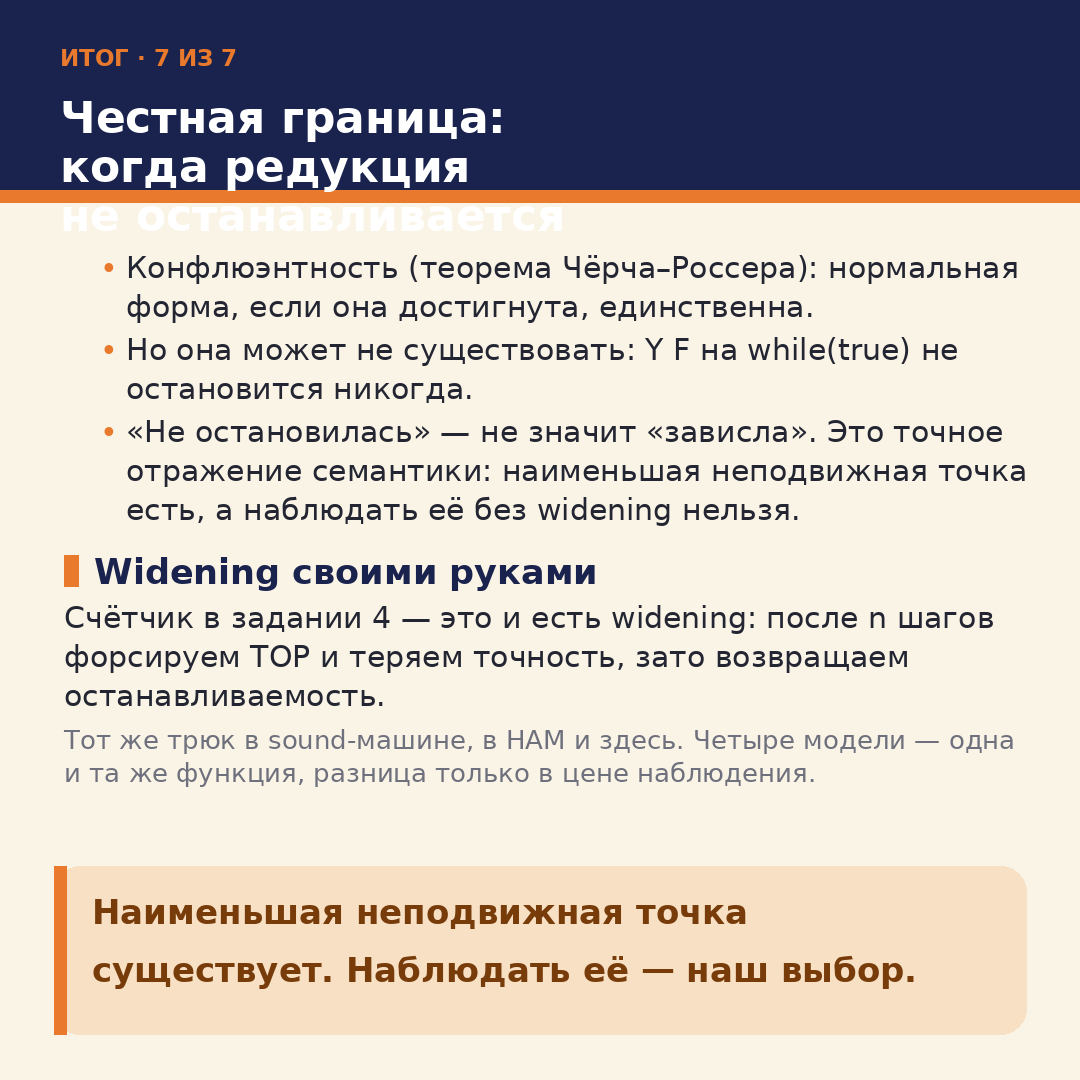 ИТОГ · 7 ИЗ 7
Честная граница:
когда редукция
не останавливается
• Конфлюэнтность (теорема Чёрча–Россера): нормальная
форма, если она достигнута, единственна.
• Но она может не существовать: Y F на while(true) не
остановится никогда.
• «Не остановилась» — не значит «зависла». Это точное
отражение семантики: наименьшая неподвижная точка
есть, а наблюдать её без widening нельзя.
Widening своими руками
Счётчик в задании 4 — это и есть widening: после n шагов
форсируем TOP и теряем точность, зато возвращаем
останавливаемость.
Тот же трюк в sound-машине, в НАМ и здесь. Четыре модели — одна
и та же функция, разница только в цене наблюдения.
Наименьшая неподвижная точка
существует. Наблюдать её — наш выбор.